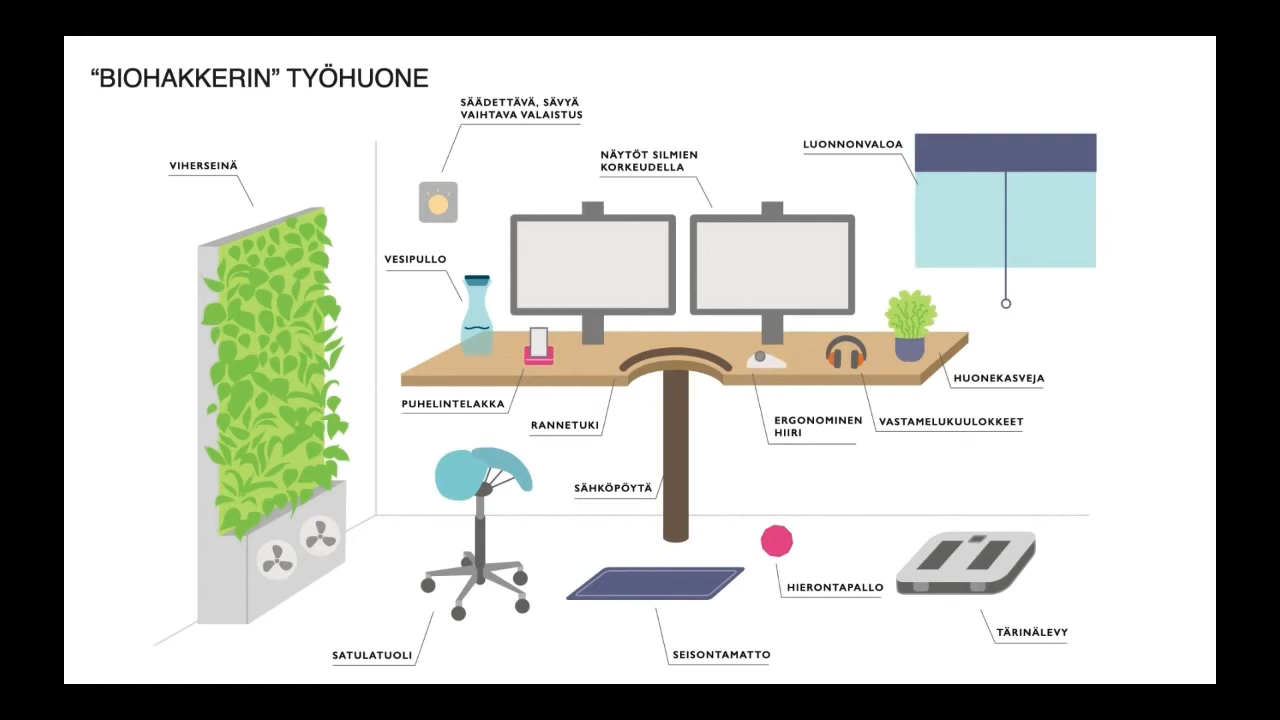 “BIOHAKKERIN” TYÖHUONE
SÄÄDETTÄVÄ, SÄVYÄ
VAIHTAVA VALAISTUS
VIHERSEINÄ
NÄYTÖT SILMIEN
KORKEUDELLA
LUONNONVALOA
VESIPULLO
PUHELINTELAKKA
RANNETUKI
ERGONOMINEN
HIIRI
VASTAMELUKUULOKKEET
HUONEKASVEJA
SÄHKÖPÖYTÄ
HIERONTAPALLO
TÄRINÄLEVY
SATULATUOLI
SEISONTAMATTO